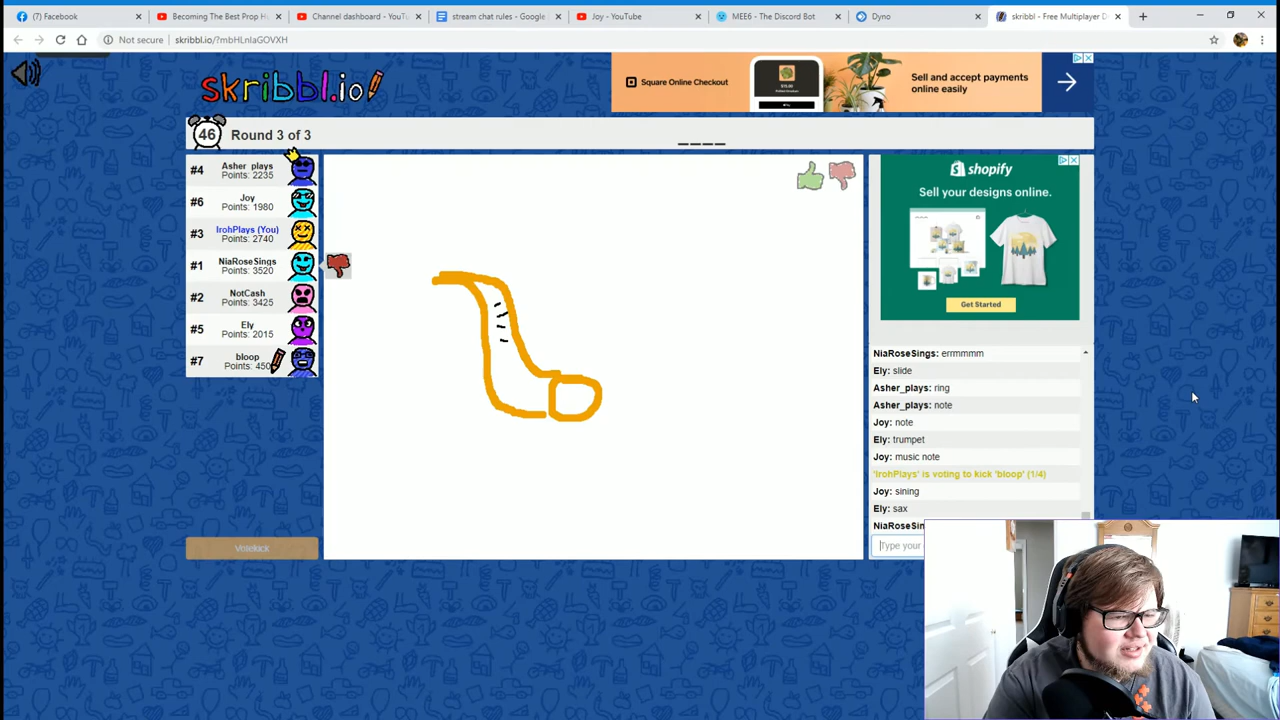 (7) Facebook
Becoming The Best Prop H
Channel dashboard - YouTu
stream chat rules - Google
Joy - YouTube
MEE6 - The Discord Bot
Dyno
skribbl - Free Multiplayer D
Not secure
skribbl.io/?mbHLnlaGOVXH
skribbl.io
Square Online Checkout
Sell and accept payments
online easily
46
Round 3 of 3
_ _ _ _
#4
Asher_plays
Points: 2235
#6
Joy
Points: 1980
#3
IrohPlays (You)
Points: 2740
#1
NiaRoseSings
Points: 3520
#2
NotCash
Points: 3425
#5
Ely
Points: 2015
#7
bloop
Points: 450
Votekick
shopify
Sell your designs online.
Get Started
NiaRoseSings: errmmmm
Ely: slide
Asher_plays: ring
Asher_plays: note
Joy: note
Ely: trumpet
Joy: music note
'IrohPlays' is voting to kick 'bloop' (1/4)
Joy: sining
Ely: sax
NiaRoseSin
Type your